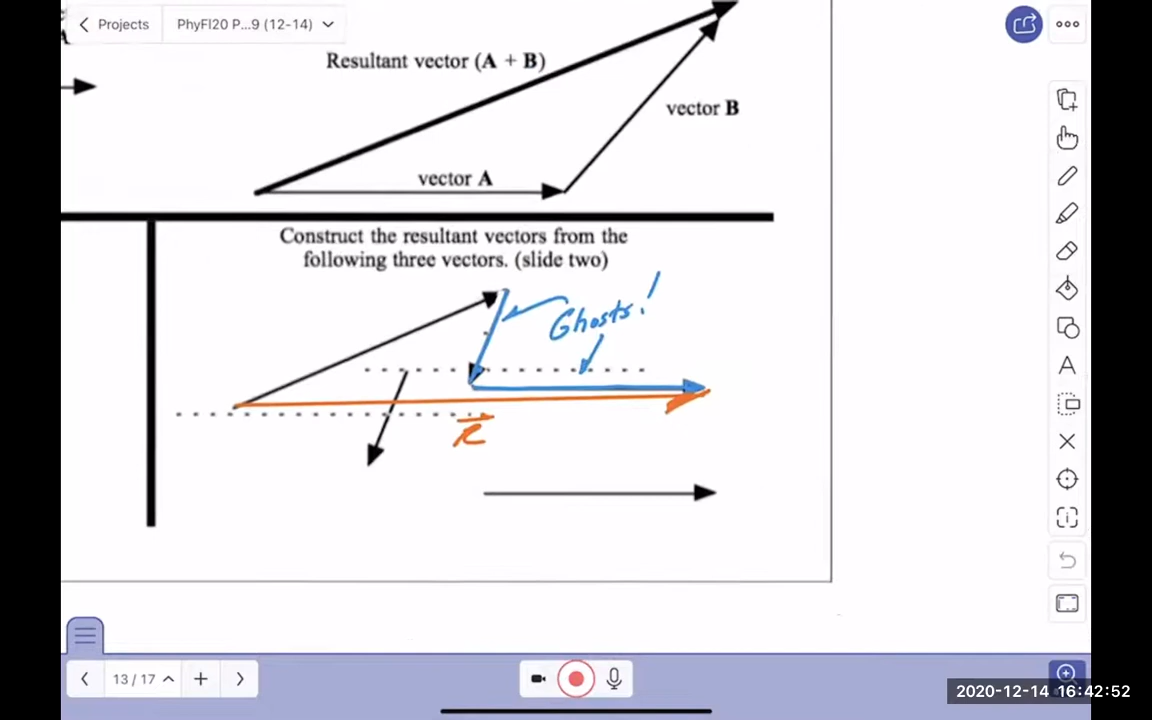 Projects
PhyFl20 P...9 (12-14)
Resultant vector (A + B)
vector B
vector A
Construct the resultant vectors from the
following three vectors. (slide two)
Ghosts!
R
A
13 / 17
2020-12-14 16:42:52